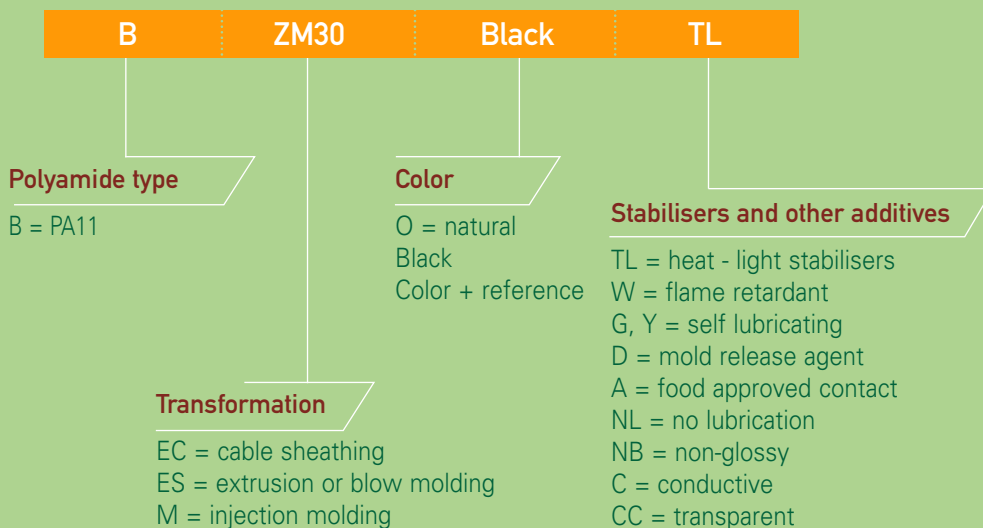 B ZM30 Black TL
Polyamide type
B = PA11
Transformation
EC = cable sheathing
ES = extrusion or blow molding
M = injection molding
Color
O = natural
Black
Color + reference
Stabilisers and other additives
TL = heat - light stabilisers
W = flame retardant
G, Y = self lubricating
D = mold release agent
A = food approved contact
NL = no lubrication
NB = non-glossy
C = conductive
CC = transparent